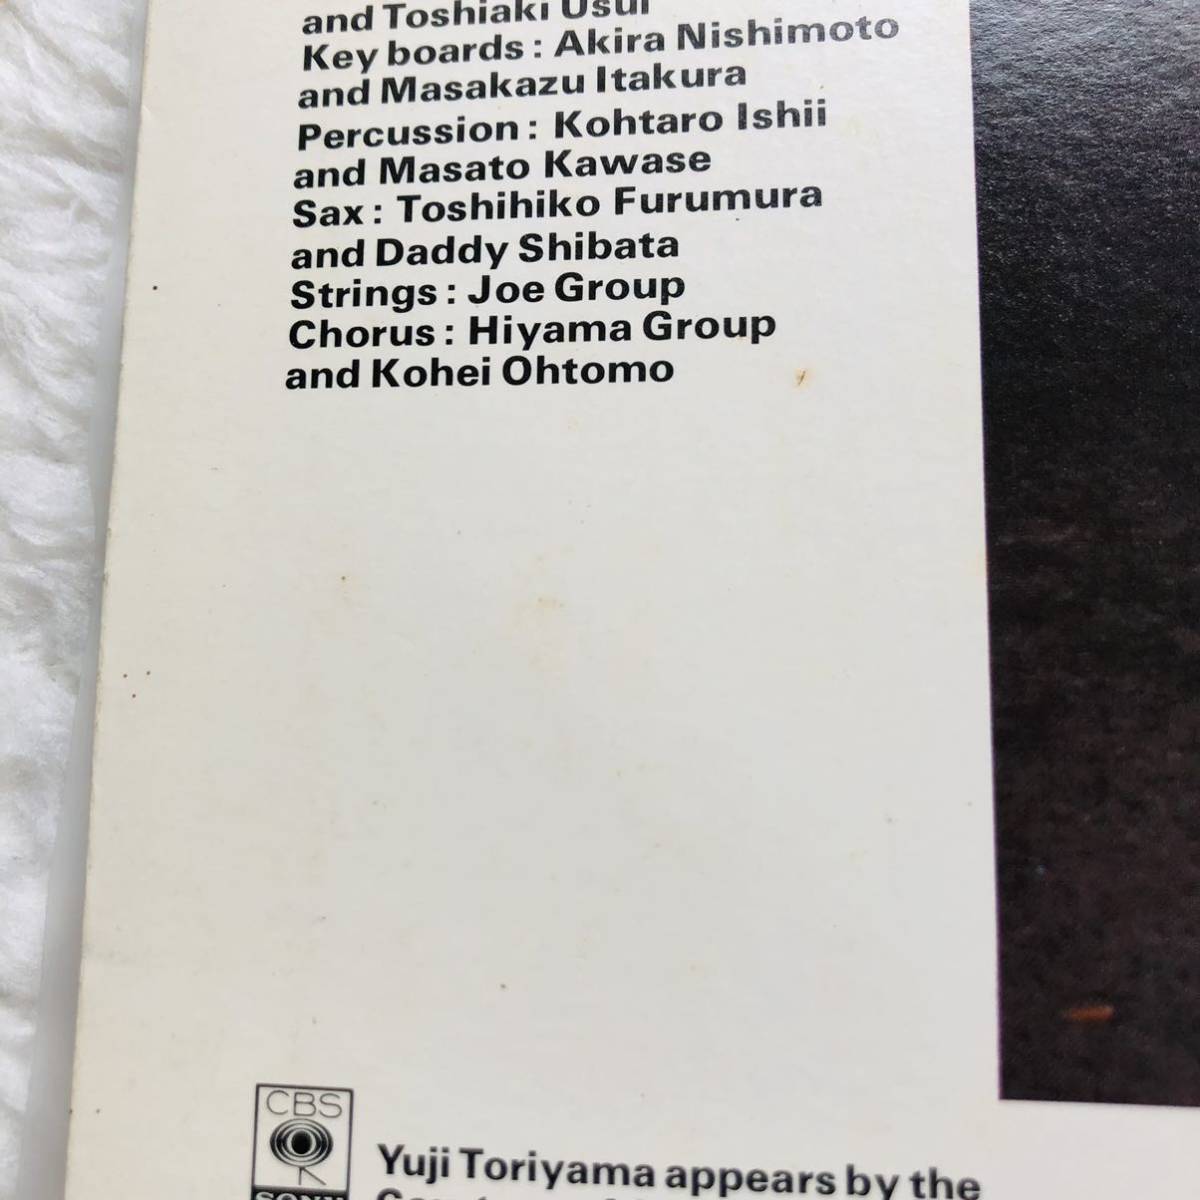 and Toshiaki Usui
Key boards : Akira Nishimoto
and Masakazu Itakura
Percussion : Kohtaro Ishii
and Masato Kawase
Sax : Toshihiko Furumura
and Daddy Shibata
Strings : Joe Group
Chorus : Hiyama Group
and Kohei Ohtomo
CBS
SONY
Yuji Toriyama appears by the